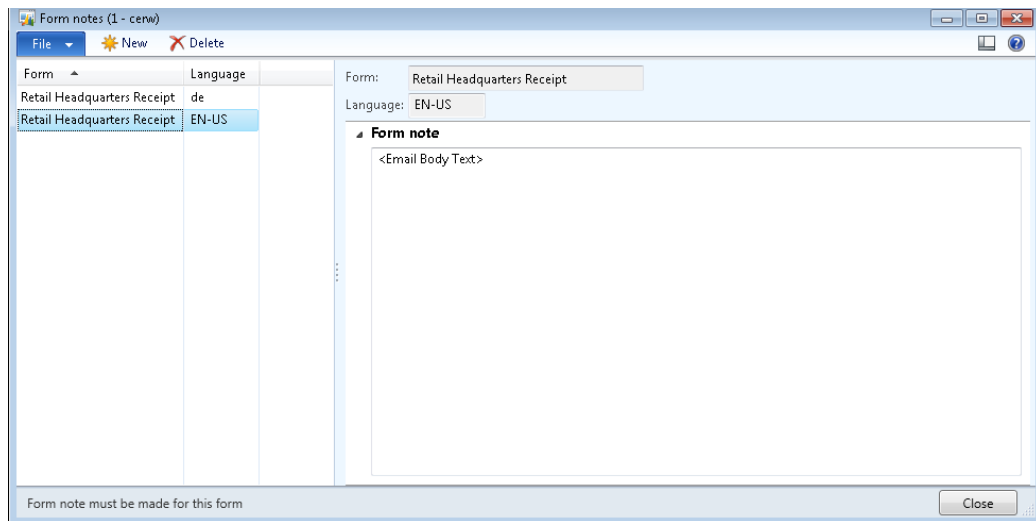 Form notes (1 - cerw)
File New Delete
Form Language
Retail Headquarters Receipt de
Retail Headquarters Receipt EN-US
Form: Retail Headquarters Receipt
Language: EN-US
Form note
<Email Body Text>
Form note must be made for this form
Close